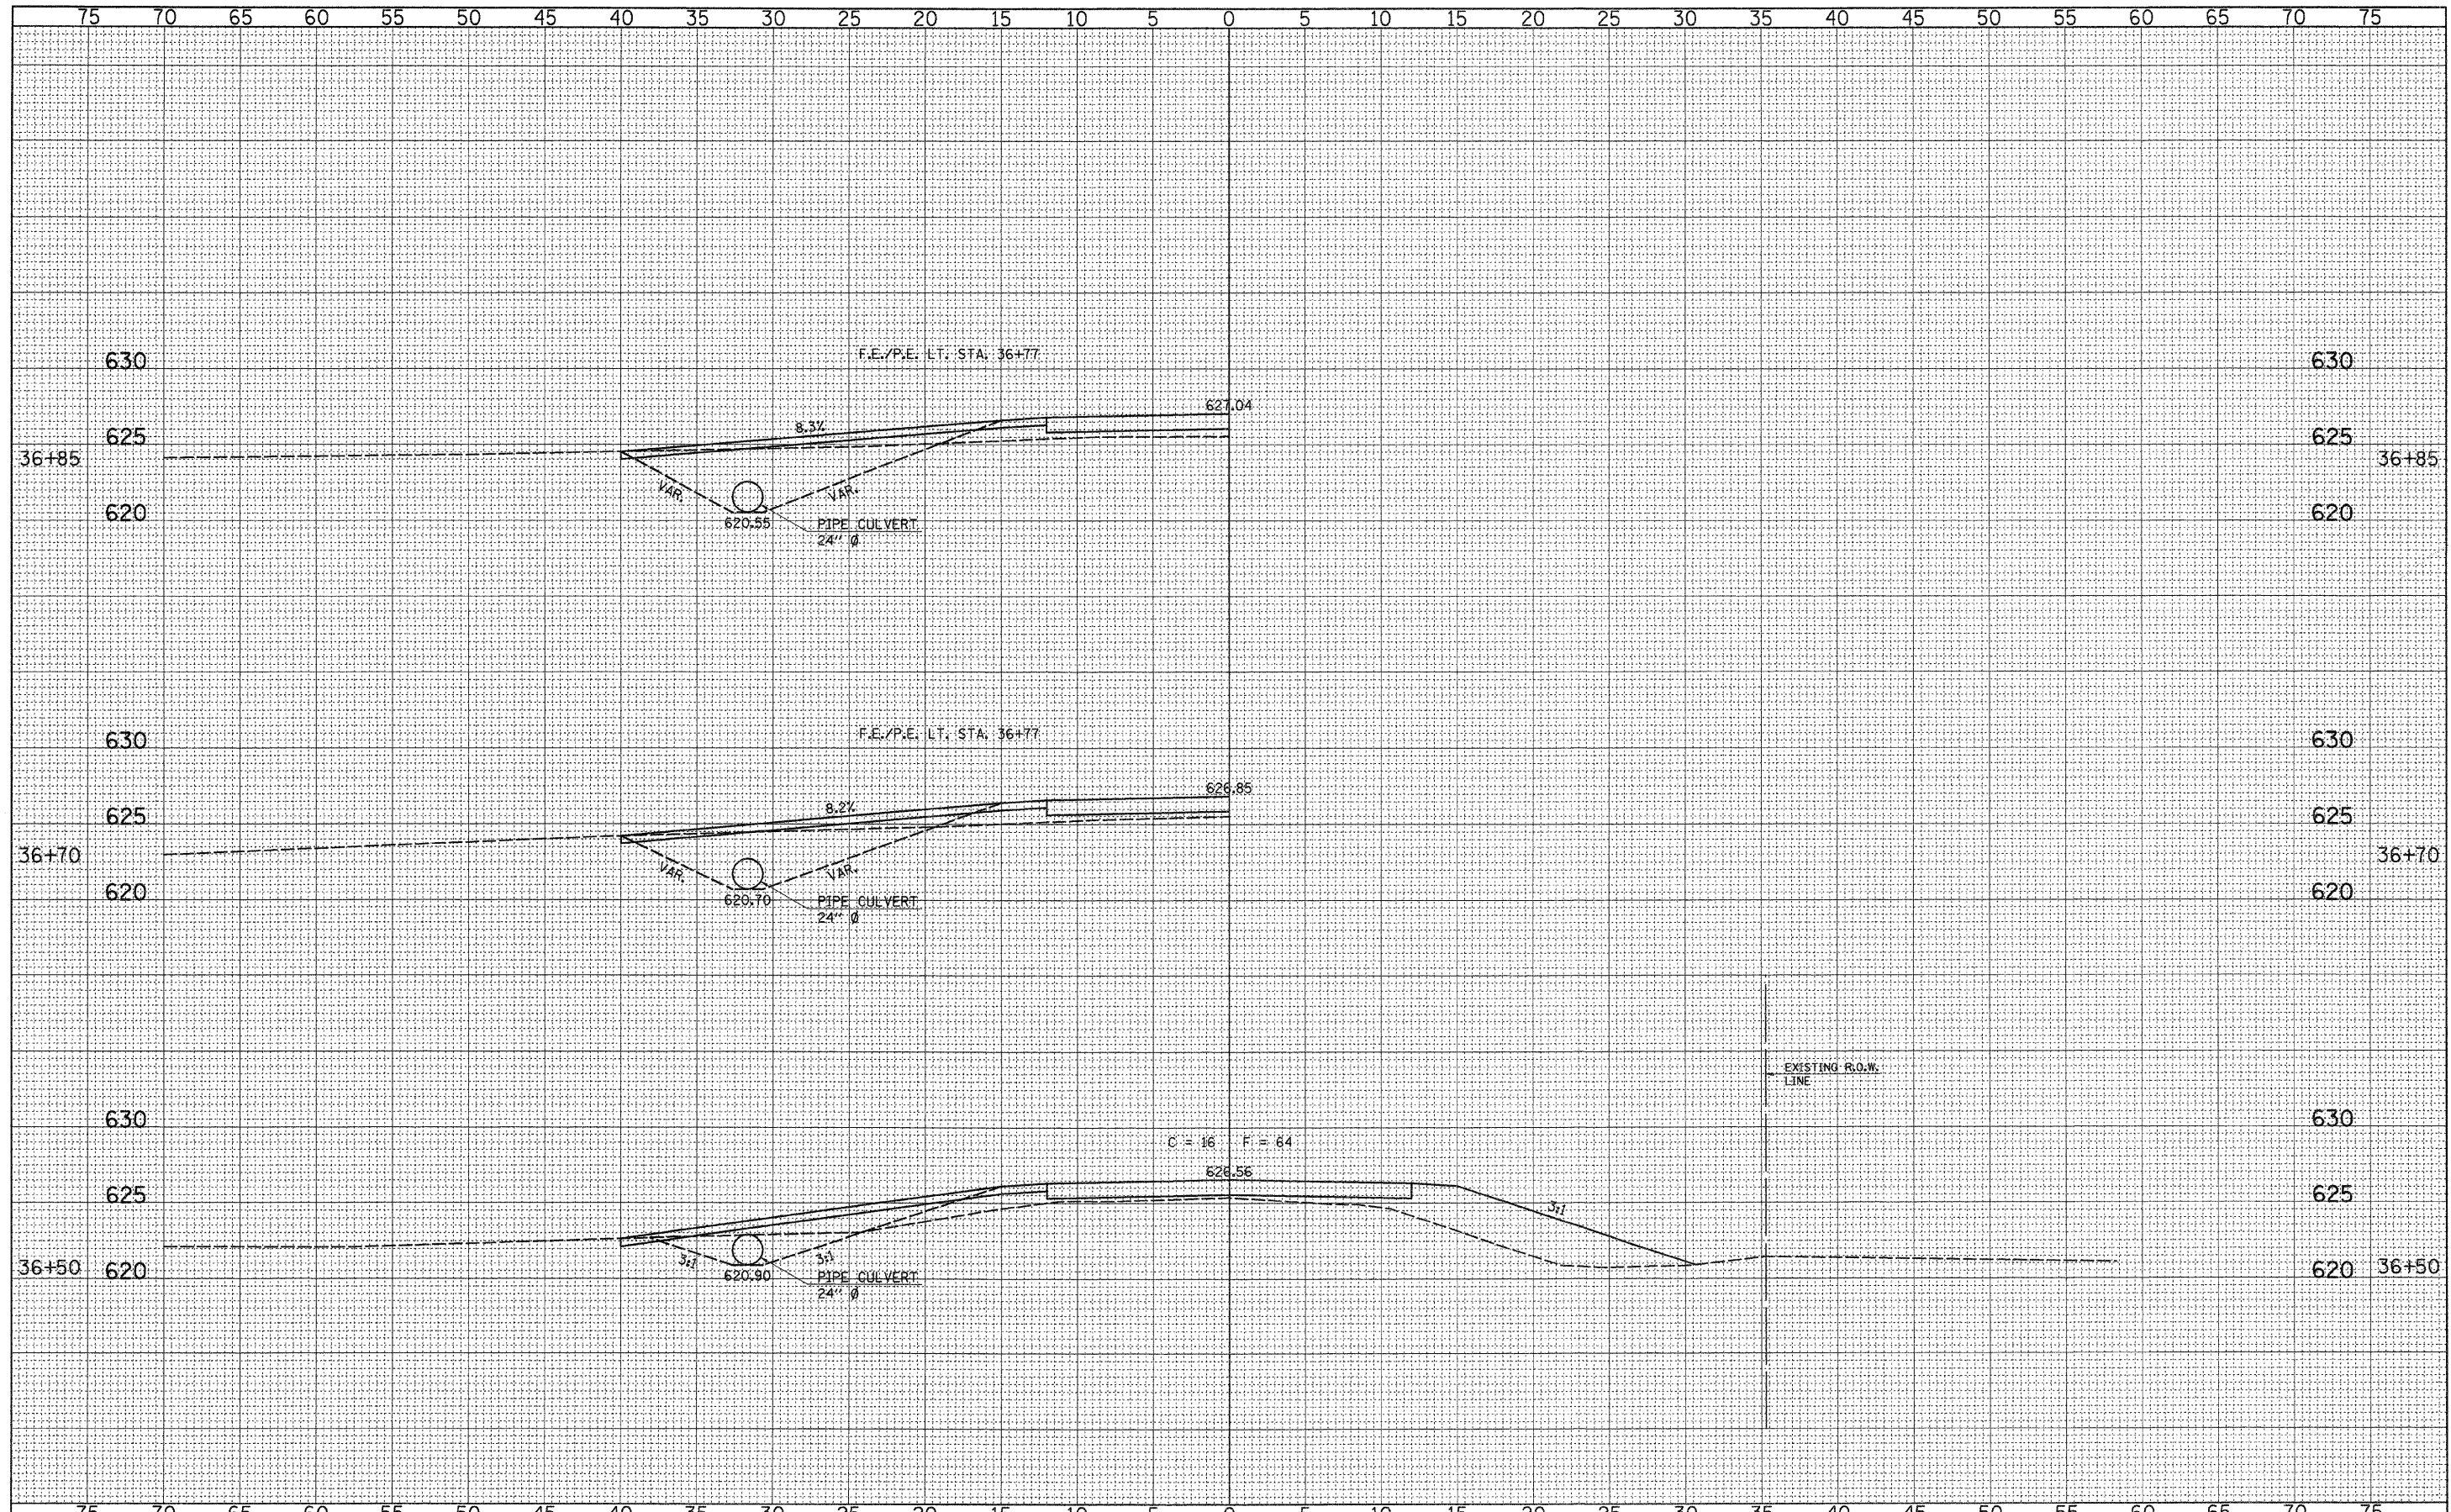 75 70 65 60 55 50 45 40 35 30 25 20 15 10 5 0 5 10 15 20 25 30 35 40 45 50 55 60 65 70 75
F.E./P.E. LT. STA. 36+77
630 630
627.04
8.3%
625 625
36+85 36+85
VAR. VAR.
620 620
620.55 PIPE CULVERT
24" Ø
F.E./P.E. LT. STA. 36+77
630 630
626.85
8.2%
625 625
36+70 36+70
VAR. VAR.
620 620
620.70 PIPE CULVERT
24" Ø
EXISTING R.O.W.
LINE
630 630
C = 16 F = 64
626.56
625 625
3:1
3:1 3:1
36+50 620 620 36+50
620.90 PIPE CULVERT
24" Ø
75 70 65 60 55 50 45 40 35 30 25 20 15 10 5 0 5 10 15 20 25 30 35 40 45 50 55 60 65 70 75